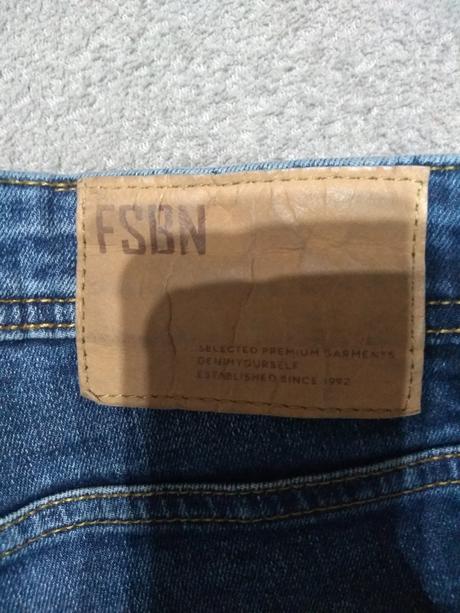 FSBN
SELECTED PREMIUM GARMENTS
DENIMYOURSELF
ESTABLISHED SINCE 1992